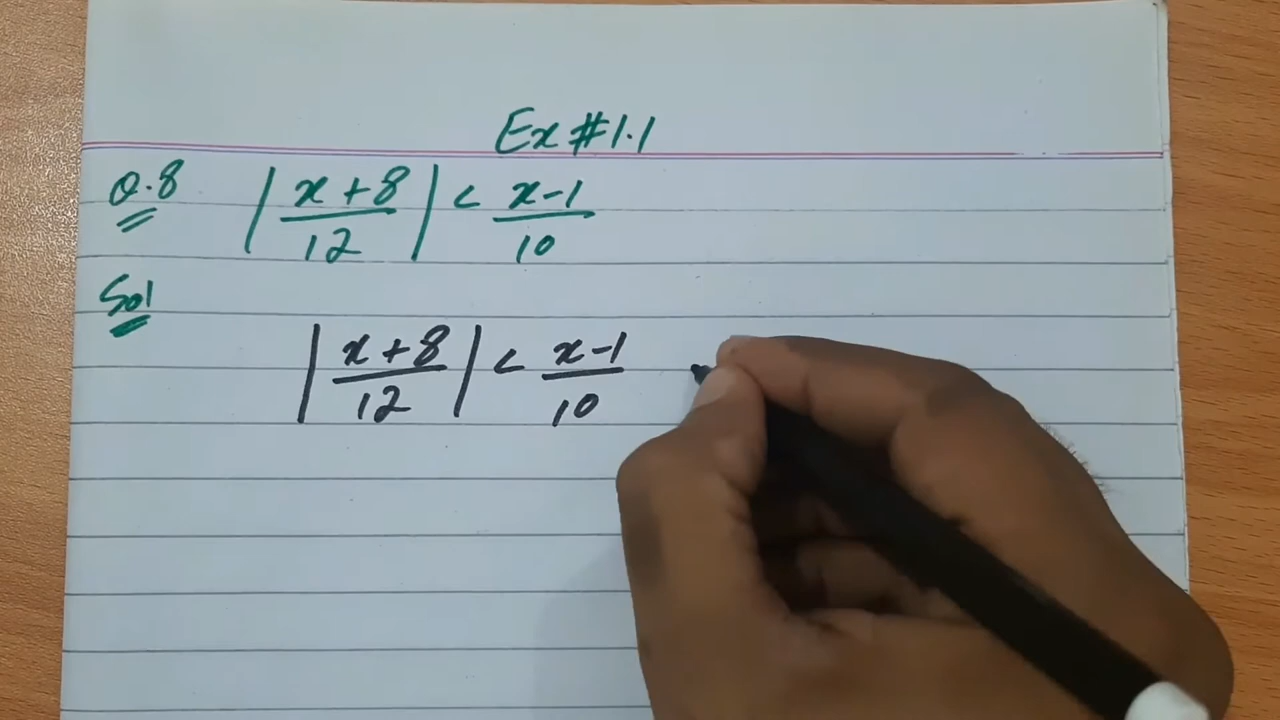 Ex #1.1
Q.8 | x+8/12 | < x-1/10
Sol
| x+8/12 | < x-1/10